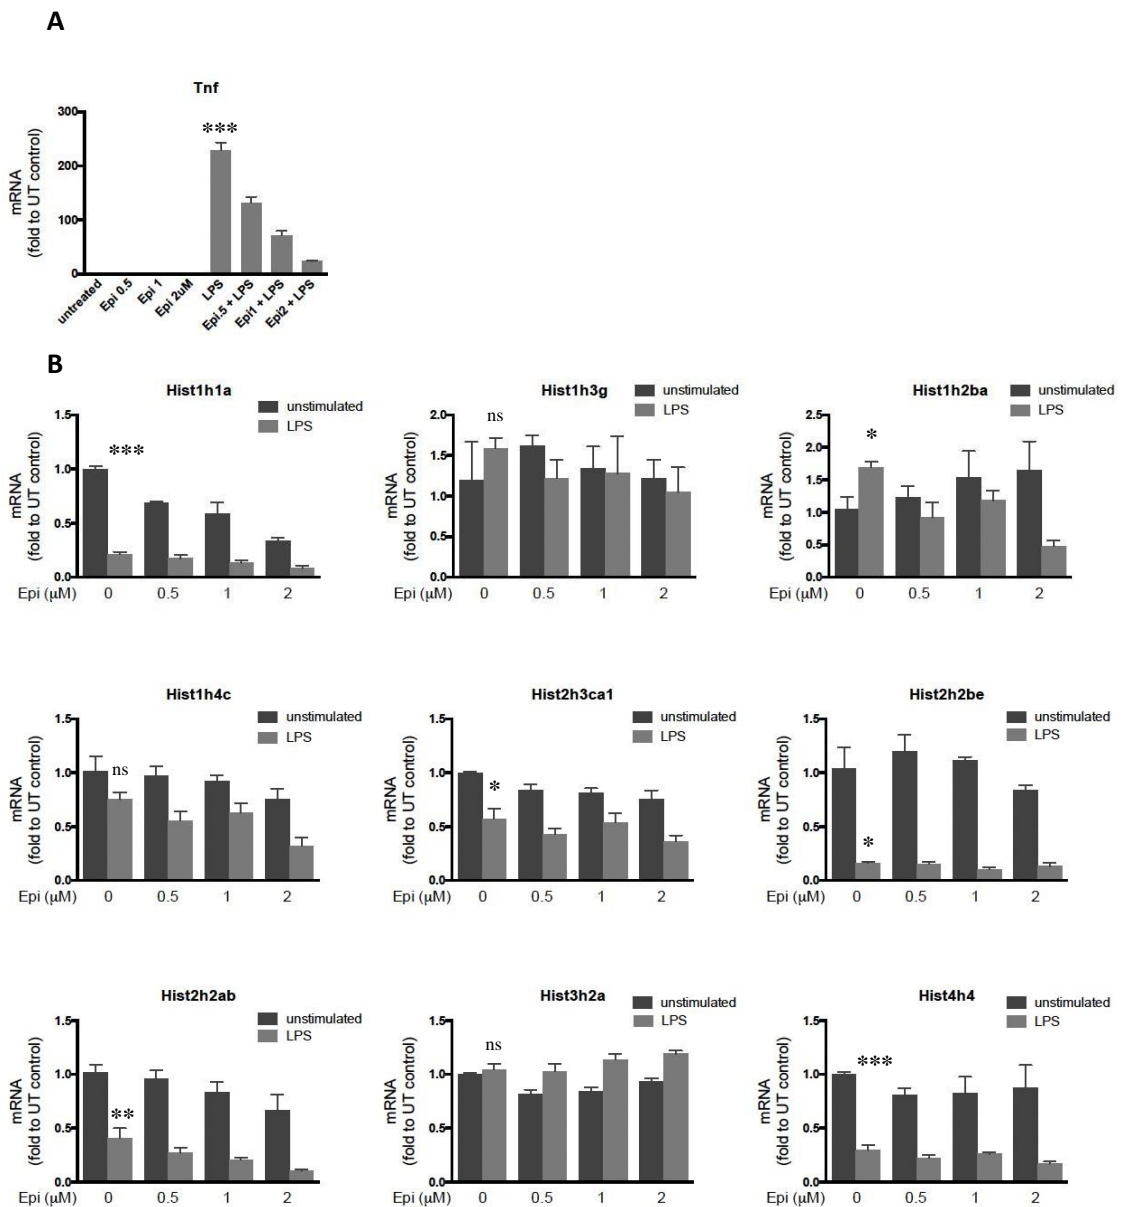 A
Tnf
mRNA
(fold to UT control)
300
200
100
0
***
untreated
Epi 0.5
Epi 1
Epi 2uM
LPS
Epi.5 + LPS
Epi1 + LPS
Epi2 + LPS
B
Hist1h1a
unstimulated
LPS
mRNA
(fold to UT control)
1.5
1.0
0.5
0.0
***
Epi (μM) 0 0.5 1 2
Hist1h3g
unstimulated
LPS
mRNA
(fold to UT control)
2.0
1.5
1.0
0.5
0.0
ns
0 0.5 1 2
Hist1h2ba
unstimulated
LPS
mRNA
(fold to UT control)
2.5
2.0
1.5
1.0
0.5
0.0
*
Epi (μM) 0 0.5 1 2
Hist1h4c
unstimulated
LPS
mRNA
(fold to UT control)
1.5
1.0
0.5
0.0
ns
Epi (μM) 0 0.5 1 2
Hist2h3ca1
unstimulated
LPS
mRNA
(fold to UT control)
1.5
1.0
0.5
0.0
*
Epi (μM) 0 0.5 1 2
Hist2h2be
unstimulated
LPS
mRNA
(fold to UT control)
1.5
1.0
0.5
0.0
*
Epi (μM) 0 0.5 1 2
Hist2h2ab
unstimulated
LPS
mRNA
(fold to UT control)
1.5
1.0
0.5
0.0
**
Epi (μM) 0 0.5 1 2
Hist3h2a
unstimulated
LPS
mRNA
(fold to UT control)
1.5
1.0
0.5
0.0
ns
Epi (μM) 0 0.5 1 2
Hist4h4
unstimulated
LPS
mRNA
(fold to UT control)
1.5
1.0
0.5
0.0
***
Epi (μM) 0 0.5 1 2